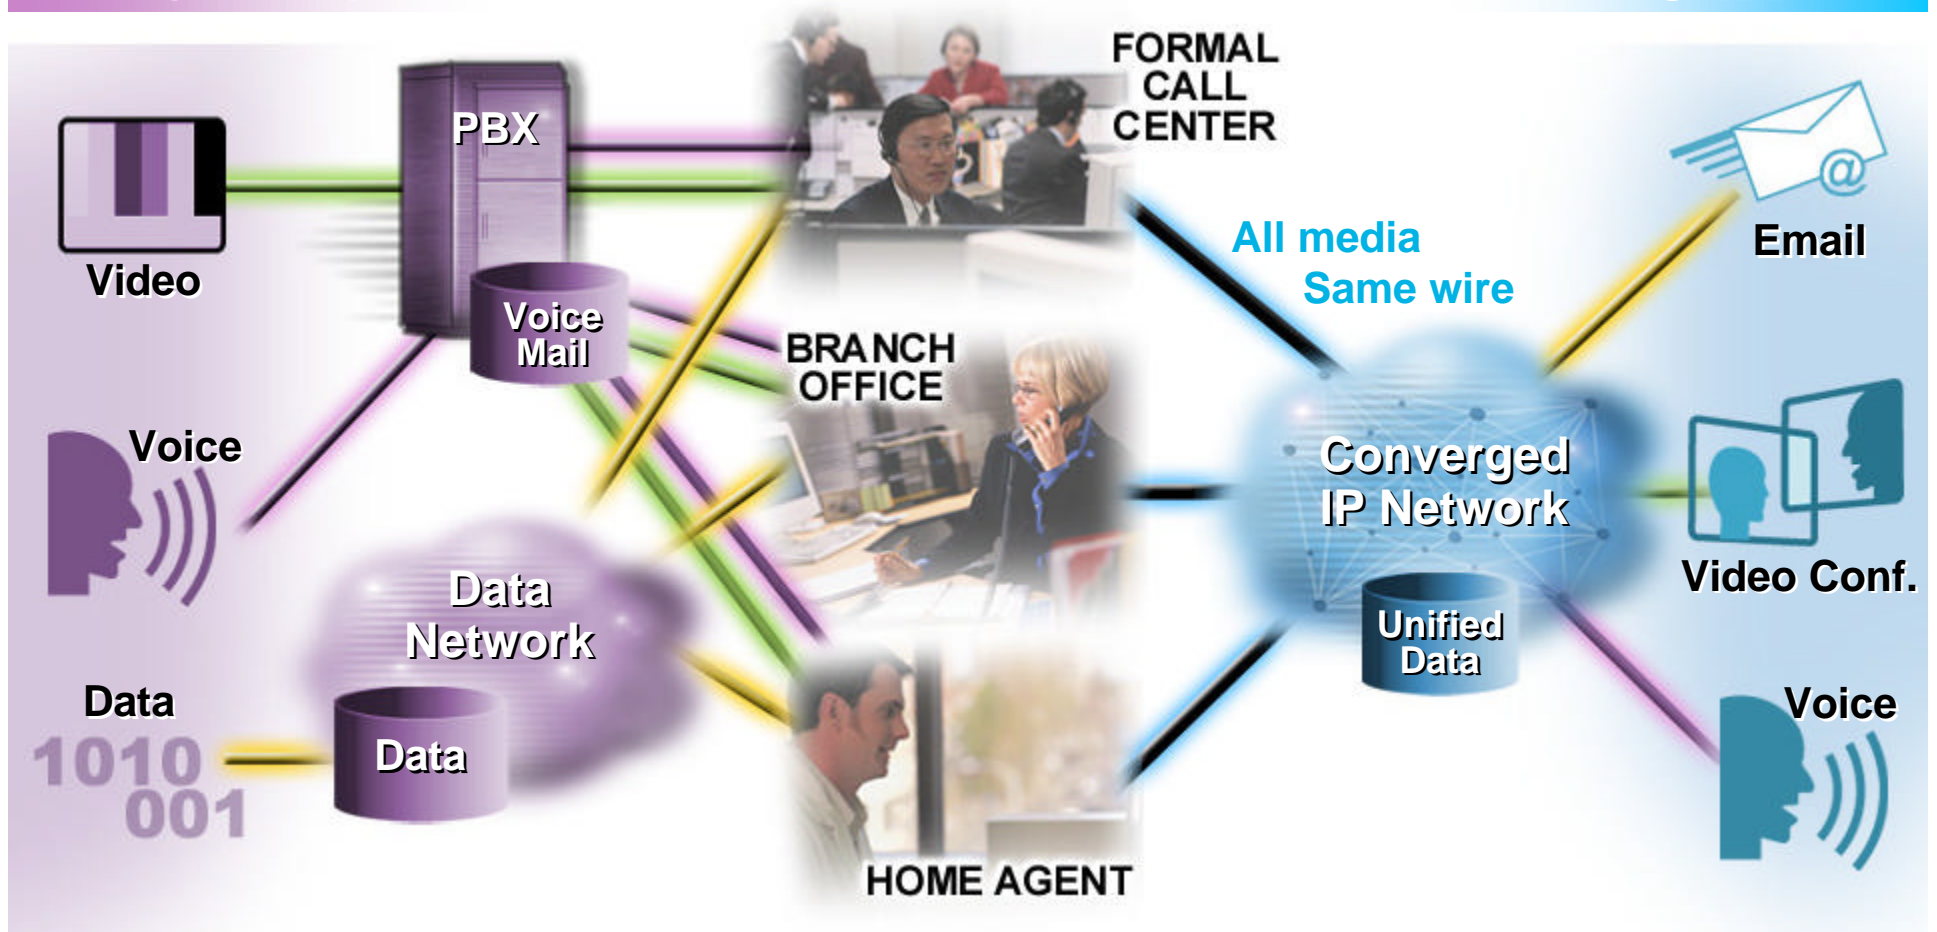 FORMAL
CALL
CENTER
PBX
Video
Voice
Mail
All media
Same wire
Email
BRANCH
OFFICE
Voice
Converged
IP Network
Video Conf.
Data
Network
Unified
Data
Data
1010
001
Data
Voice
HOME AGENT